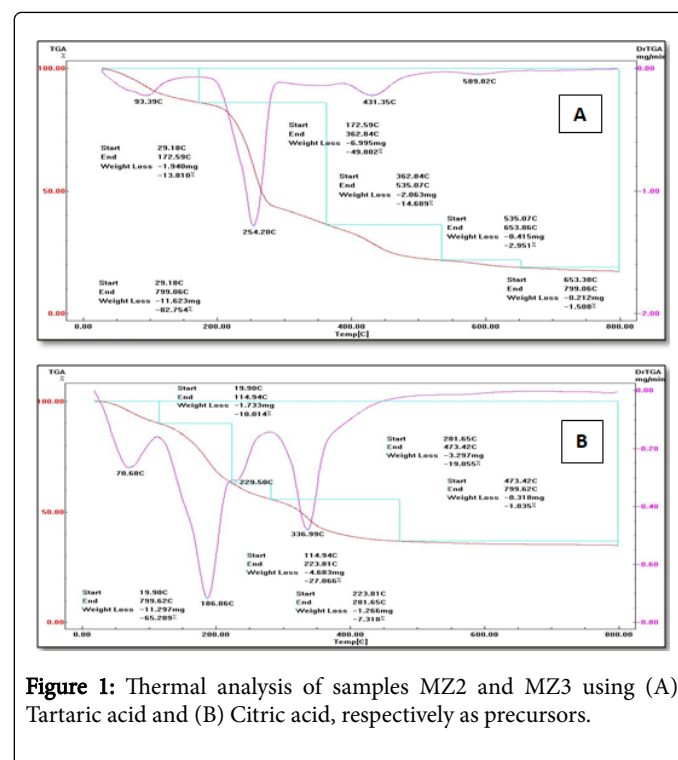 TGA
%
DrTGA
mg/min
100.00
50.00
0.00
0.00
-1.00
-2.00
93.39C
254.20C
431.35C
589.82C
A
Start 29.18C
End 172.59C
Weight Loss -1.940mg
-13.810%
Start 172.59C
End 362.84C
Weight Loss -6.995mg
-49.802%
Start 362.84C
End 535.07C
Weight Loss -2.063mg
-14.689%
Start 535.07C
End 653.86C
Weight Loss -0.415mg
-2.951%
Start 653.38C
End 799.06C
Weight Loss -0.212mg
-1.508%
Start 29.18C
End 799.06C
Weight Loss -11.623mg
-82.754%
0.00 200.00 400.00 600.00 800.00
Temp[C]
TGA
%
DrTGA
mg/min
100.00
50.00
0.00
0.00
-0.20
-0.40
-0.60
-0.80
70.68C
186.86C
229.50C
336.99C
B
Start 19.90C
End 114.94C
Weight Loss -1.733mg
-10.014%
Start 281.65C
End 473.42C
Weight Loss -3.297mg
-19.055%
Start 473.42C
End 799.62C
Weight Loss -0.318mg
-1.835%
Start 114.94C
End 223.81C
Weight Loss -4.683mg
-27.066%
Start 223.81C
End 281.65C
Weight Loss -1.266mg
-7.318%
Start 19.90C
End 799.62C
Weight Loss -11.297mg
-65.289%
0.00 200.00 400.00 600.00 800.00
Temp[C]
Figure 1: Thermal analysis of samples MZ2 and MZ3 using (A)
Tartaric acid and (B) Citric acid, respectively as precursors.